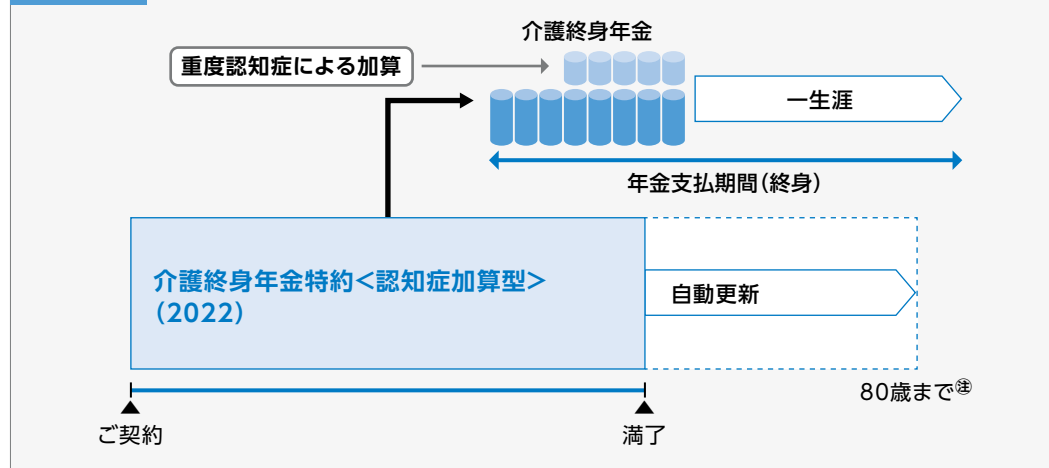 介護終身年金
重度認知症による加算
一生涯
年金支払期間(終身)
介護終身年金特約<認知症加算型>
(2022)
自動更新
80歳まで㊟
ご契約
満了